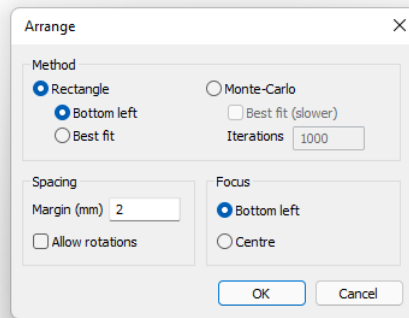 Arrange
Method
Rectangle
Monte-Carlo
Bottom left
Best fit (slower)
Best fit
Iterations 1000
Spacing
Focus
Margin (mm) 2
Bottom left
Allow rotations
Centre
OK
Cancel